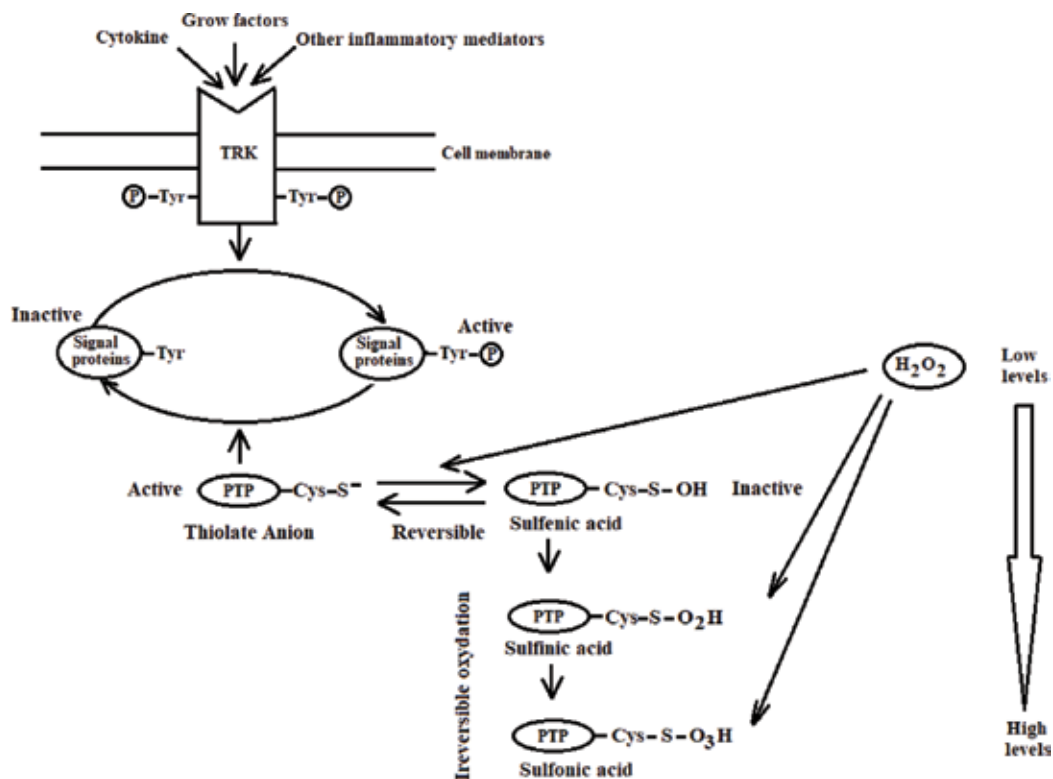 Grow factors
Cytokine
Other inflammatory mediators
TRK
Cell membrane
P Tyr
Tyr P
Inactive
Signal proteins
Tyr
Active
Signal proteins
Tyr P
H2O2
Low levels
Active
PTP Cys-S-
PTP Cys-S-OH
Inactive
Thiolate Anion
Reversible
Sulfenic acid
Ireversible oxydation
PTP Cys-S-O2H
Sulfinic acid
PTP Cys-S-O3H
Sulfonic acid
High levels